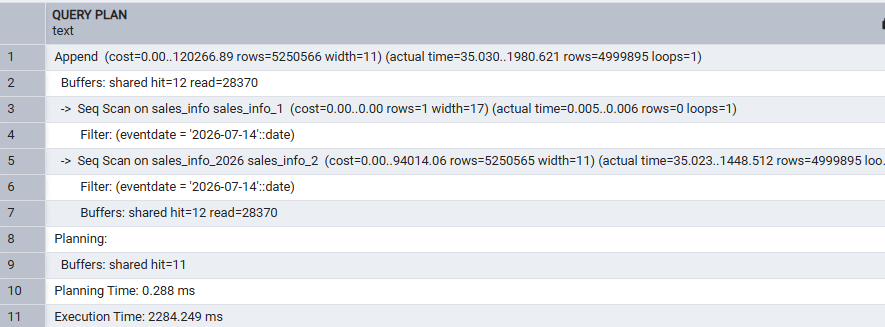 QUERY PLAN
text
1 Append (cost=0.00..120266.89 rows=5250566 width=11) (actual time=35.030..1980.621 rows=4999895 loops=1)
2 Buffers: shared hit=12 read=28370
3 -> Seq Scan on sales_info sales_info_1 (cost=0.00..0.00 rows=1 width=17) (actual time=0.005..0.006 rows=0 loops=1)
4 Filter: (eventdate = '2026-07-14'::date)
5 -> Seq Scan on sales_info_2026 sales_info_2 (cost=0.00..94014.06 rows=5250565 width=11) (actual time=35.023..1448.512 rows=4999895 loo...
6 Filter: (eventdate = '2026-07-14'::date)
7 Buffers: shared hit=12 read=28370
8 Planning:
9 Buffers: shared hit=11
10 Planning Time: 0.288 ms
11 Execution Time: 2284.249 ms